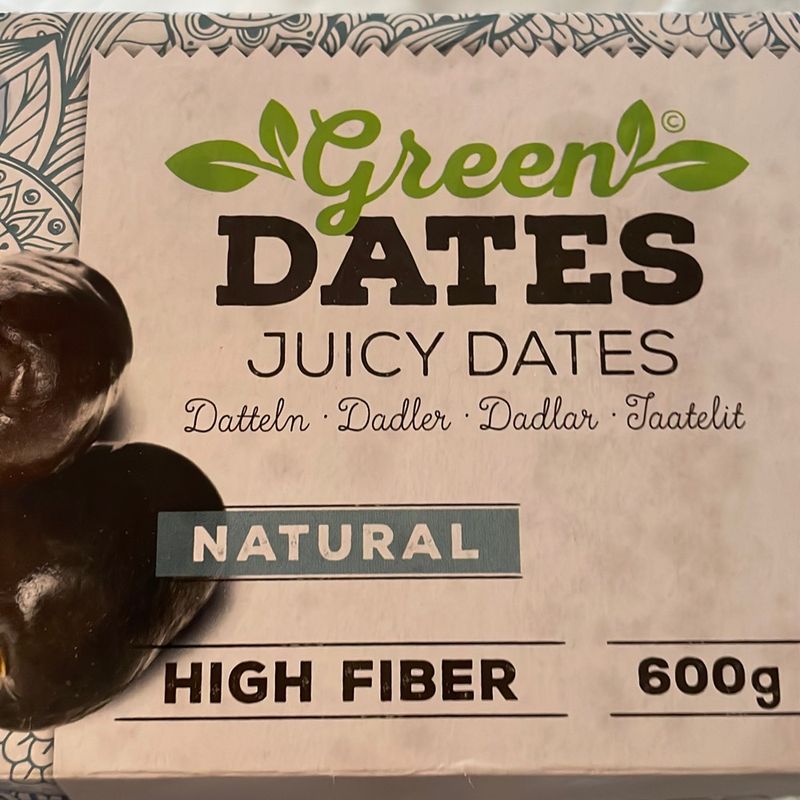 Green©
DATES
JUICY DATES
Datteln · Dadler · Dadlar · Taatelit
NATURAL
HIGH FIBER
600g